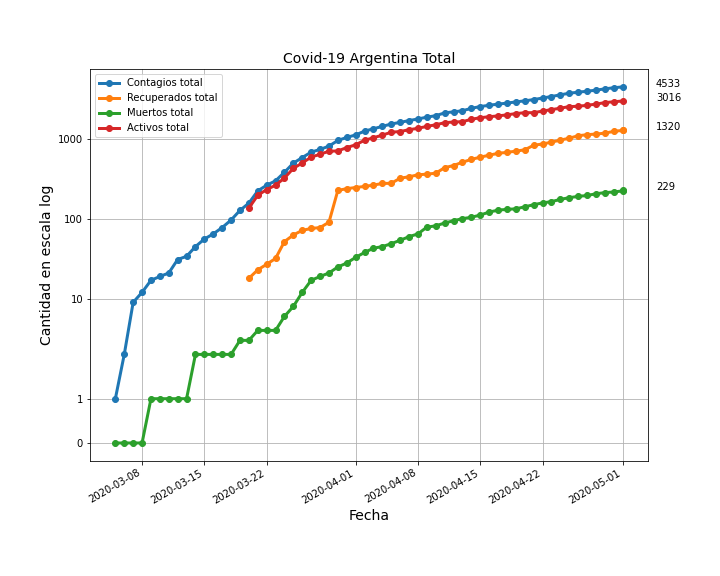 Covid-19 Argentina Total
Contagios total
Recuperados total
Muertos total
Activos total
4533
3016
1320
229
1000
100
10
1
0
Cantidad en escala log
2020-03-08
2020-03-15
2020-03-22
2020-04-01
2020-04-08
2020-04-15
2020-04-22
2020-05-01
Fecha